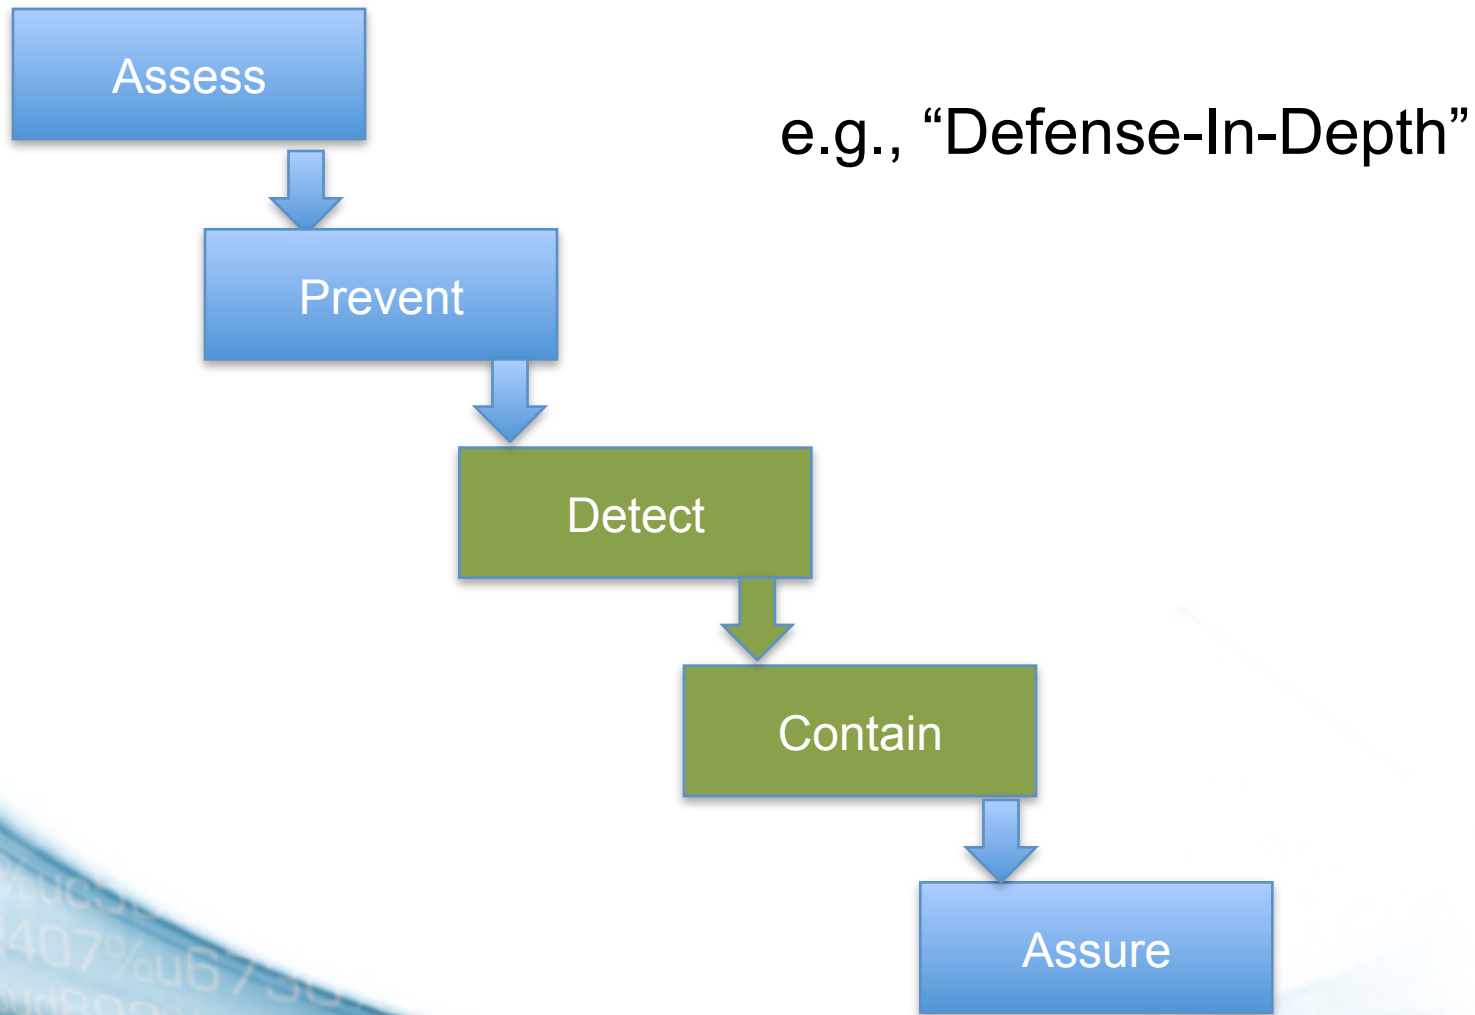 Assess
e.g., “Defense-In-Depth”
Prevent
Detect
Contain
Assure